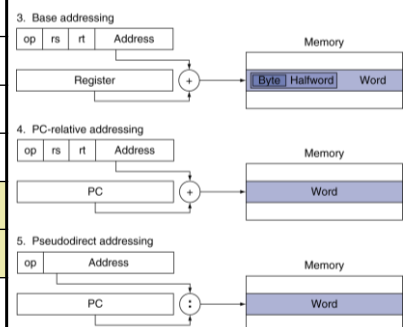 3. Base addressing
op rs rt Address
Memory
Register
+
Byte Halfword Word
4. PC-relative addressing
op rs rt Address
Memory
PC
+
Word
5. Pseudodirect addressing
op Address
Memory
PC
:
Word